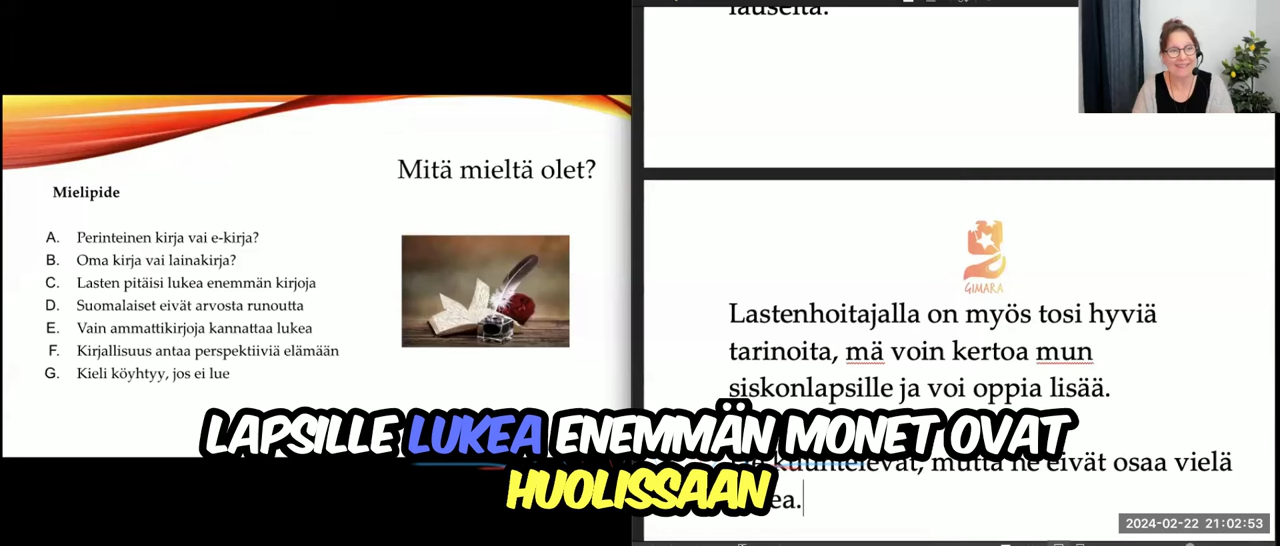 lauseita.
Mitä mieltä olet?
Mielipide
A. Perinteinen kirja vai e-kirja?
B. Oma kirja vai lainakirja?
C. Lasten pitäisi lukea enemmän kirjoja
D. Suomalaiset eivät arvosta runoutta
E. Vain ammattikirjoja kannattaa lukea
F. Kirjallisuus antaa perspektiiviä elämään
G. Kieli köyhtyy, jos ei lue
GIMARA
Lastenhoitajalla on myös tosi hyviä
tarinoita, mä voin kertoa mun
siskonlapsille ja voi oppia lisää.
mutta ne eivät osaa vielä
LAPSILLE LUKEA ENEMMÄN MONET OVAT
HUOLISSAAN
2024-02-22 21:02:53